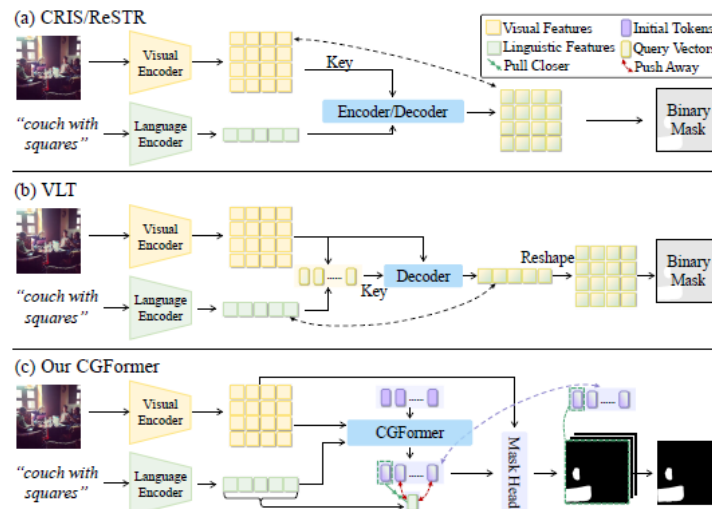 (a) CRIS/ReSTR
Visual Features
Initial Tokens
Linguistic Features
Query Vectors
Pull Closer
Push Away
Visual
Encoder
Key
"couch with
squares"
Language
Encoder
Encoder/Decoder
Binary
Mask
(b) VLT
Visual
Encoder
"couch with
squares"
Language
Encoder
......
Key
Decoder
Reshape
Binary
Mask
(c) Our CGFormer
Visual
Encoder
"couch with
squares"
Language
Encoder
......
CGFormer
......
Mask Head
......